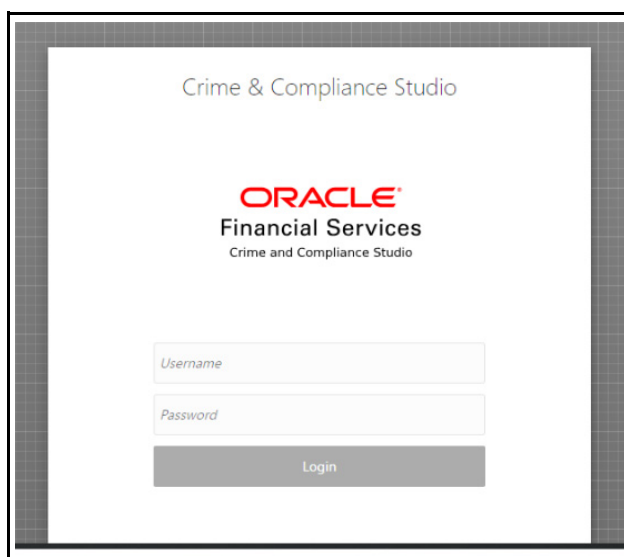 Crime & Compliance Studio
ORACLE
Financial Services
Crime and Compliance Studio
Username
Password
Login